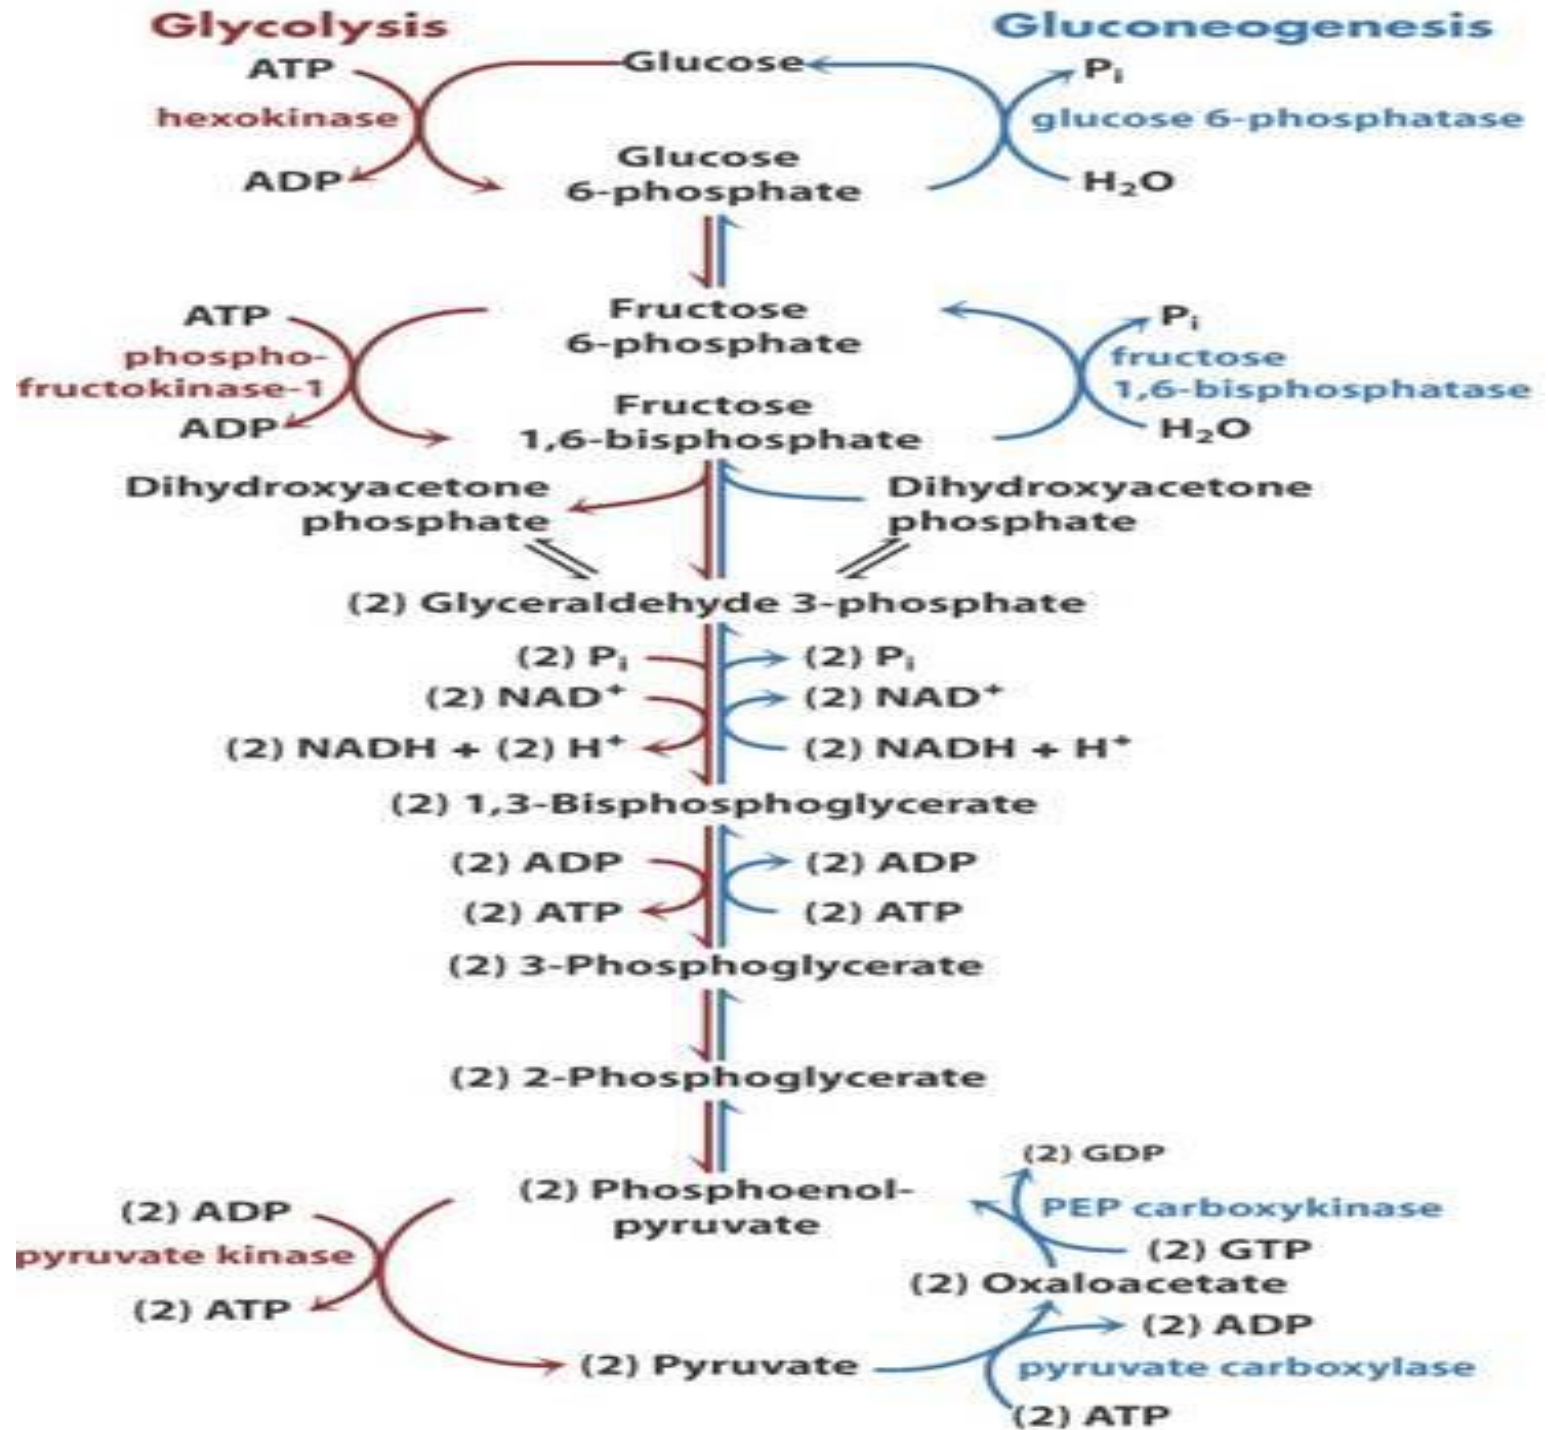 Glycolysis
Gluconeogenesis
ATP
Glucose
Pi
hexokinase
glucose 6-phosphatase
Glucose
6-phosphate
ADP
H₂O
ATP
Fructose
6-phosphate
Pi
phospho-
fructokinase-1
fructose
1,6-bisphosphatase
ADP
Fructose
1,6-bisphosphate
H₂O
Dihydroxyacetone
phosphate
Dihydroxyacetone
phosphate
(2) Glyceraldehyde 3-phosphate
(2) Pi
(2) Pi
(2) NAD⁺
(2) NAD⁺
(2) NADH + (2) H⁺
(2) NADH + H⁺
(2) 1,3-Bisphosphoglycerate
(2) ADP
(2) ADP
(2) ATP
(2) ATP
(2) 3-Phosphoglycerate
(2) 2-Phosphoglycerate
(2) GDP
(2) Phosphoenol-
pyruvate
(2) ADP
PEP carboxykinase
pyruvate kinase
(2) GTP
(2) Oxaloacetate
(2) ATP
(2) ADP
(2) Pyruvate
pyruvate carboxylase
(2) ATP